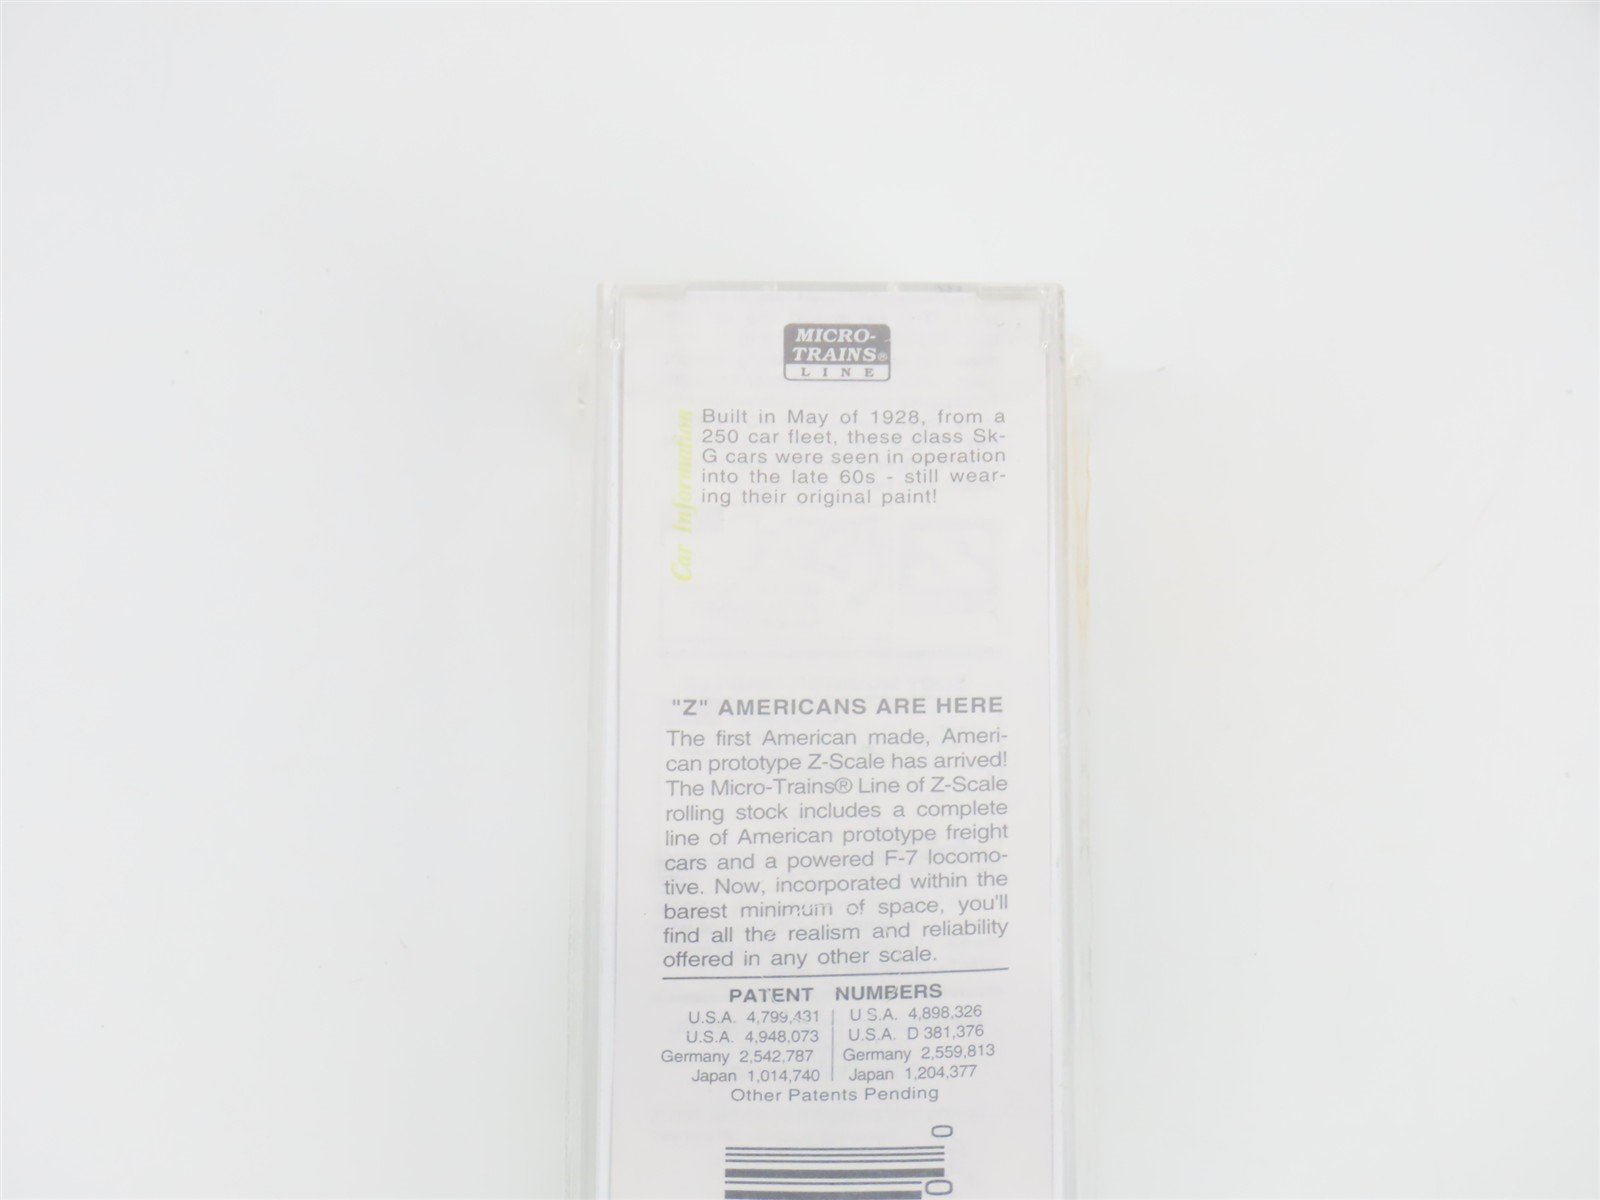 MICRO-
TRAINS®
LINE
Car Information
Built in May of 1928, from a
250 car fleet, these class Sk-
G cars were seen in operation
into the late 60s - still wear-
ing their original paint!
"Z" AMERICANS ARE HERE
The first American made, Ameri-
can prototype Z-Scale has arrived!
The Micro-Trains® Line of Z-Scale
rolling stock includes a complete
line of American prototype freight
cars and a powered F-7 locomo-
tive. Now, incorporated within the
barest minimum of space, you'll
find all the realism and reliability
offered in any other scale.
PATENT NUMBERS
U.S.A. 4,799,431 | U S.A. 4,898,326
U.S.A. 4,948,073 | U.S.A. D 381,376
Germany 2,542,787 | Germany 2,559,813
Japan 1,014,740 | Japan 1,204,377
Other Patents Pending
0
0